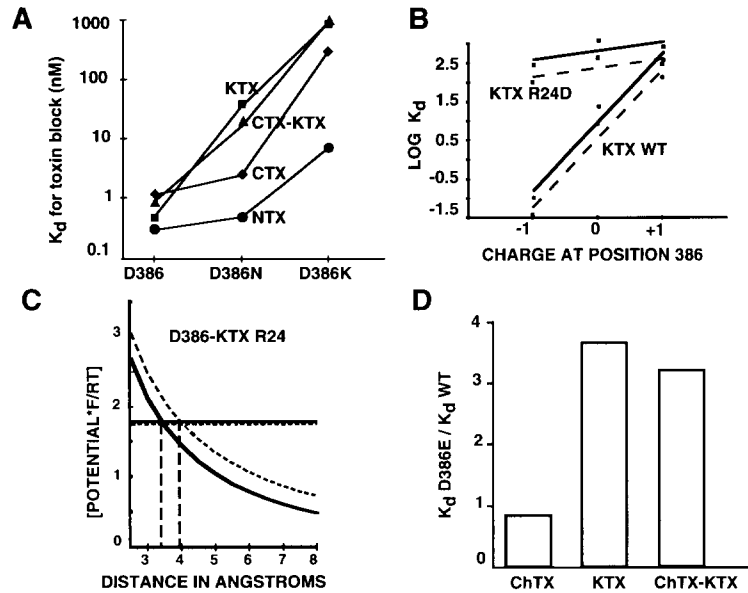 A
K_d for toxin block (nM)
1000
100
10
1
0.1
KTX
CTX-KTX
CTX
NTX
D386 D386N D386K
B
LOG K_d
2.5
1.5
0.5
-0.5
-1.5
KTX R24D
KTX WT
-1 0 +1
CHARGE AT POSITION 386
C
D386-KTX R24
[POTENTIAL*F/RT]
3
2
1
0
3 4 5 6 7 8
DISTANCE IN ANGSTROMS
D
K_d D386E / K_d WT
4
3
1
0
ChTX KTX ChTX-KTX